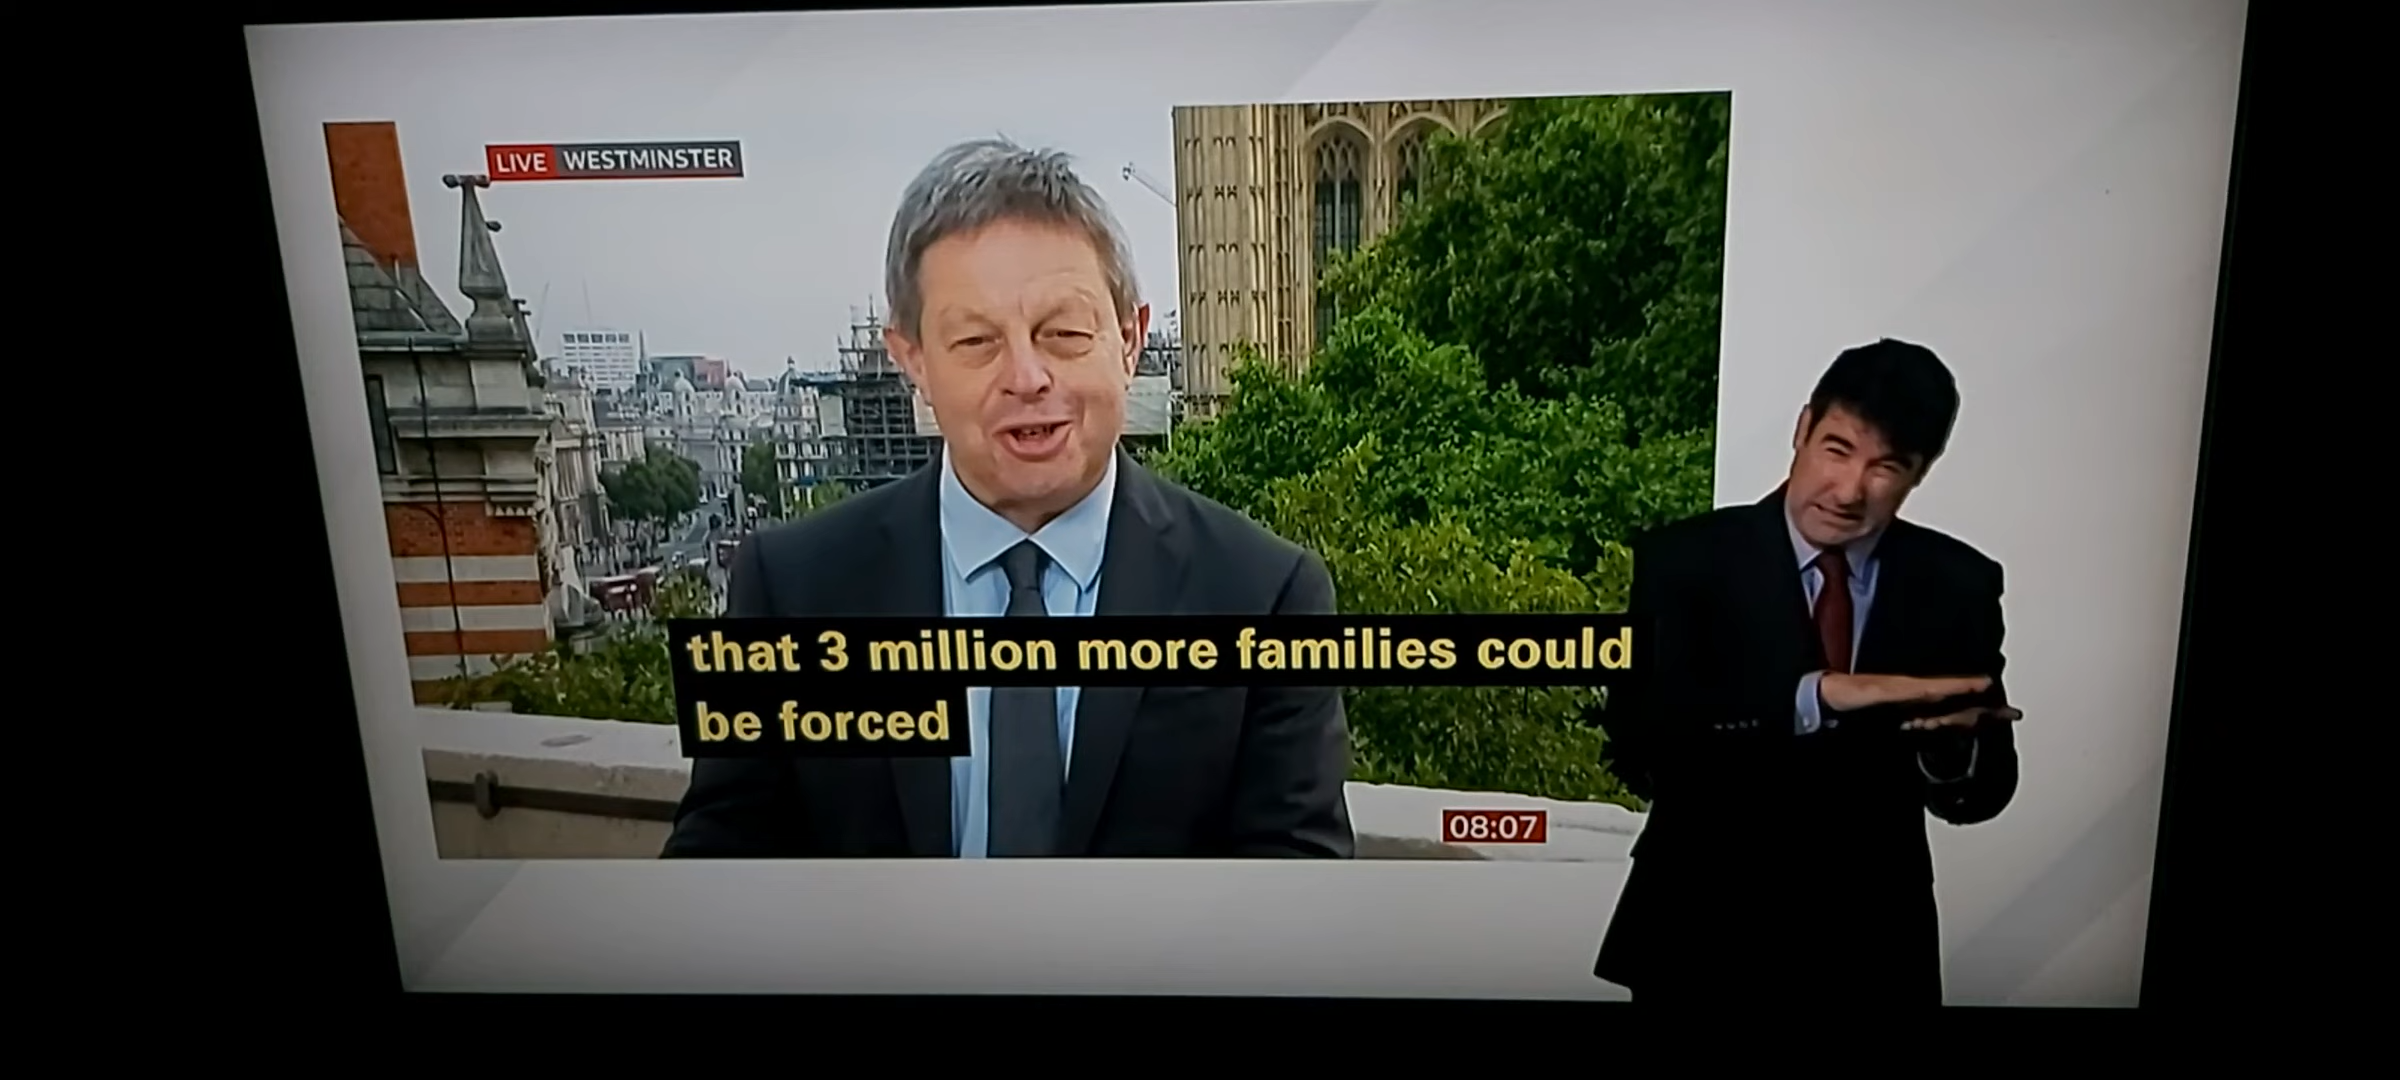 LIVE WESTMINSTER
that 3 million more families could
be forced
08:07